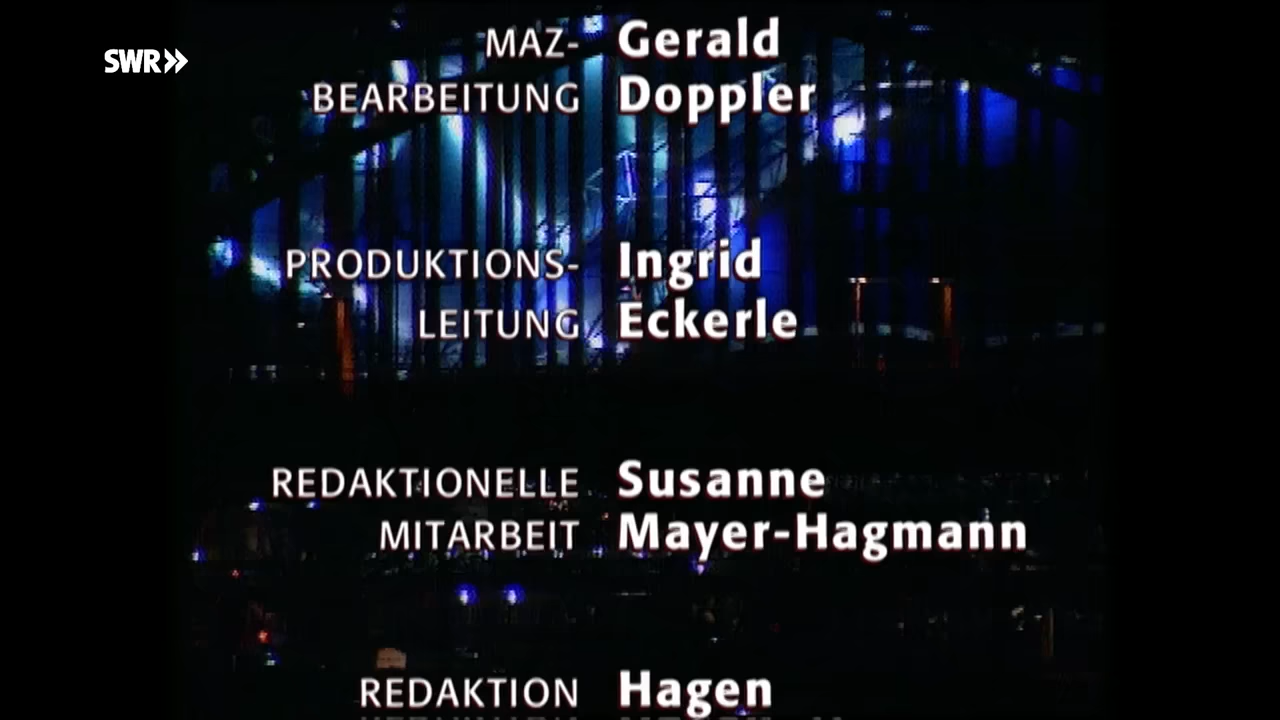 SWR»
MAZ- Gerald
BEARBEITUNG Doppler
PRODUKTIONS- Ingrid
LEITUNG Eckerle
REDAKTIONELLE Susanne
MITARBEIT Mayer-Hagmann
REDAKTION Hagen